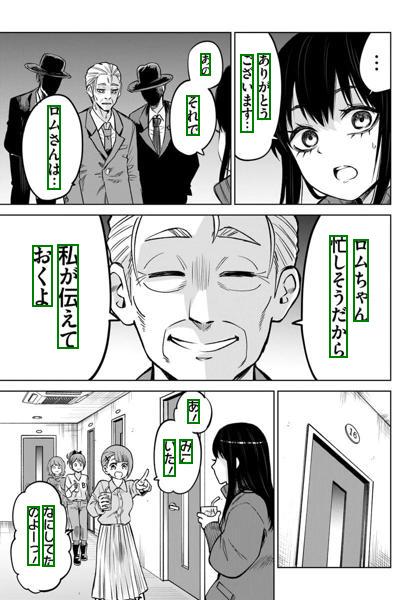 …
ありがとう
ございます…
あの
それで
ロムさんは…
ロムちゃん
忙しそうだから
私が伝えて
おくよ
16
あ!
みに
いた!
なにしてた
のよーっ!